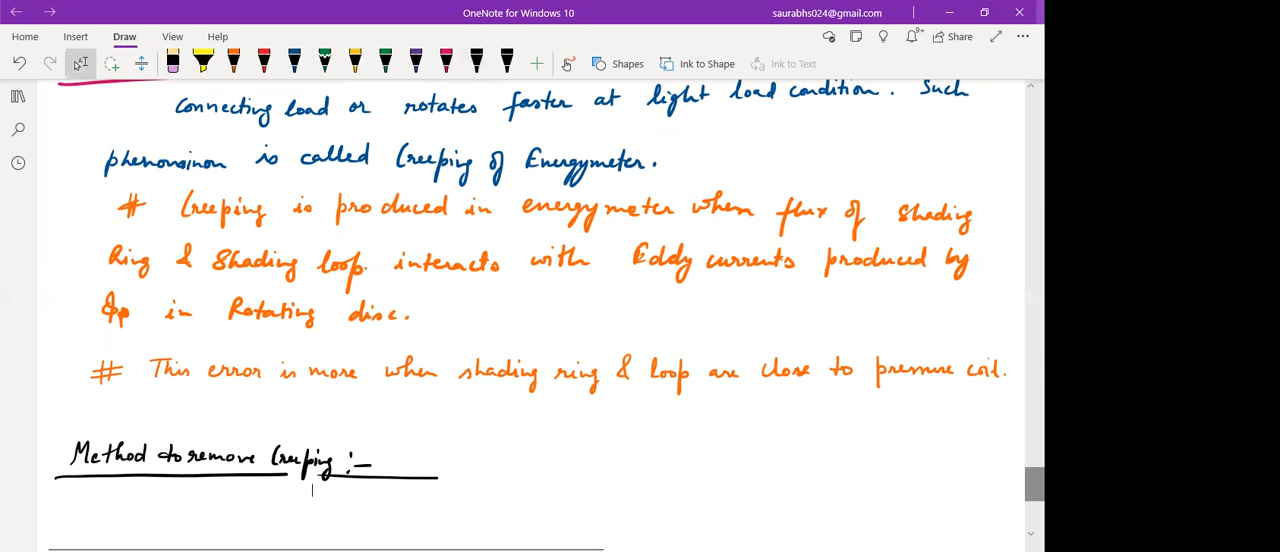 OneNote for Windows 10
saurabhs024@gmail.com
Home Insert Draw View Help
Share
Shapes Ink to Shape Ink to Text
Connecting load or rotates faster at light load condition. Such
phenonsinon is called Creeping of Energymeter.
# Creeping is produced in energymeter when flux of shading
Ring & Shading loop. interacts with Eddy currents produced by
ϕp in Rotating disc.
# This error is more when shading ring & loop are close to pressure coil.
Method to remove Creeping :-